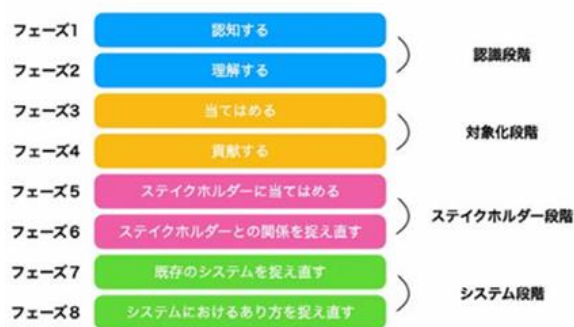 フェーズ1 認知する
認識段階
フェーズ2 理解する
フェーズ3 当てはめる
対象化段階
フェーズ4 貢献する
フェーズ5 ステイクホルダーに当てはめる
ステイクホルダー段階
フェーズ6 ステイクホルダーとの関係を捉え直す
フェーズ7 既存のシステムを捉え直す
システム段階
フェーズ8 システムにおけるあり方を捉え直す